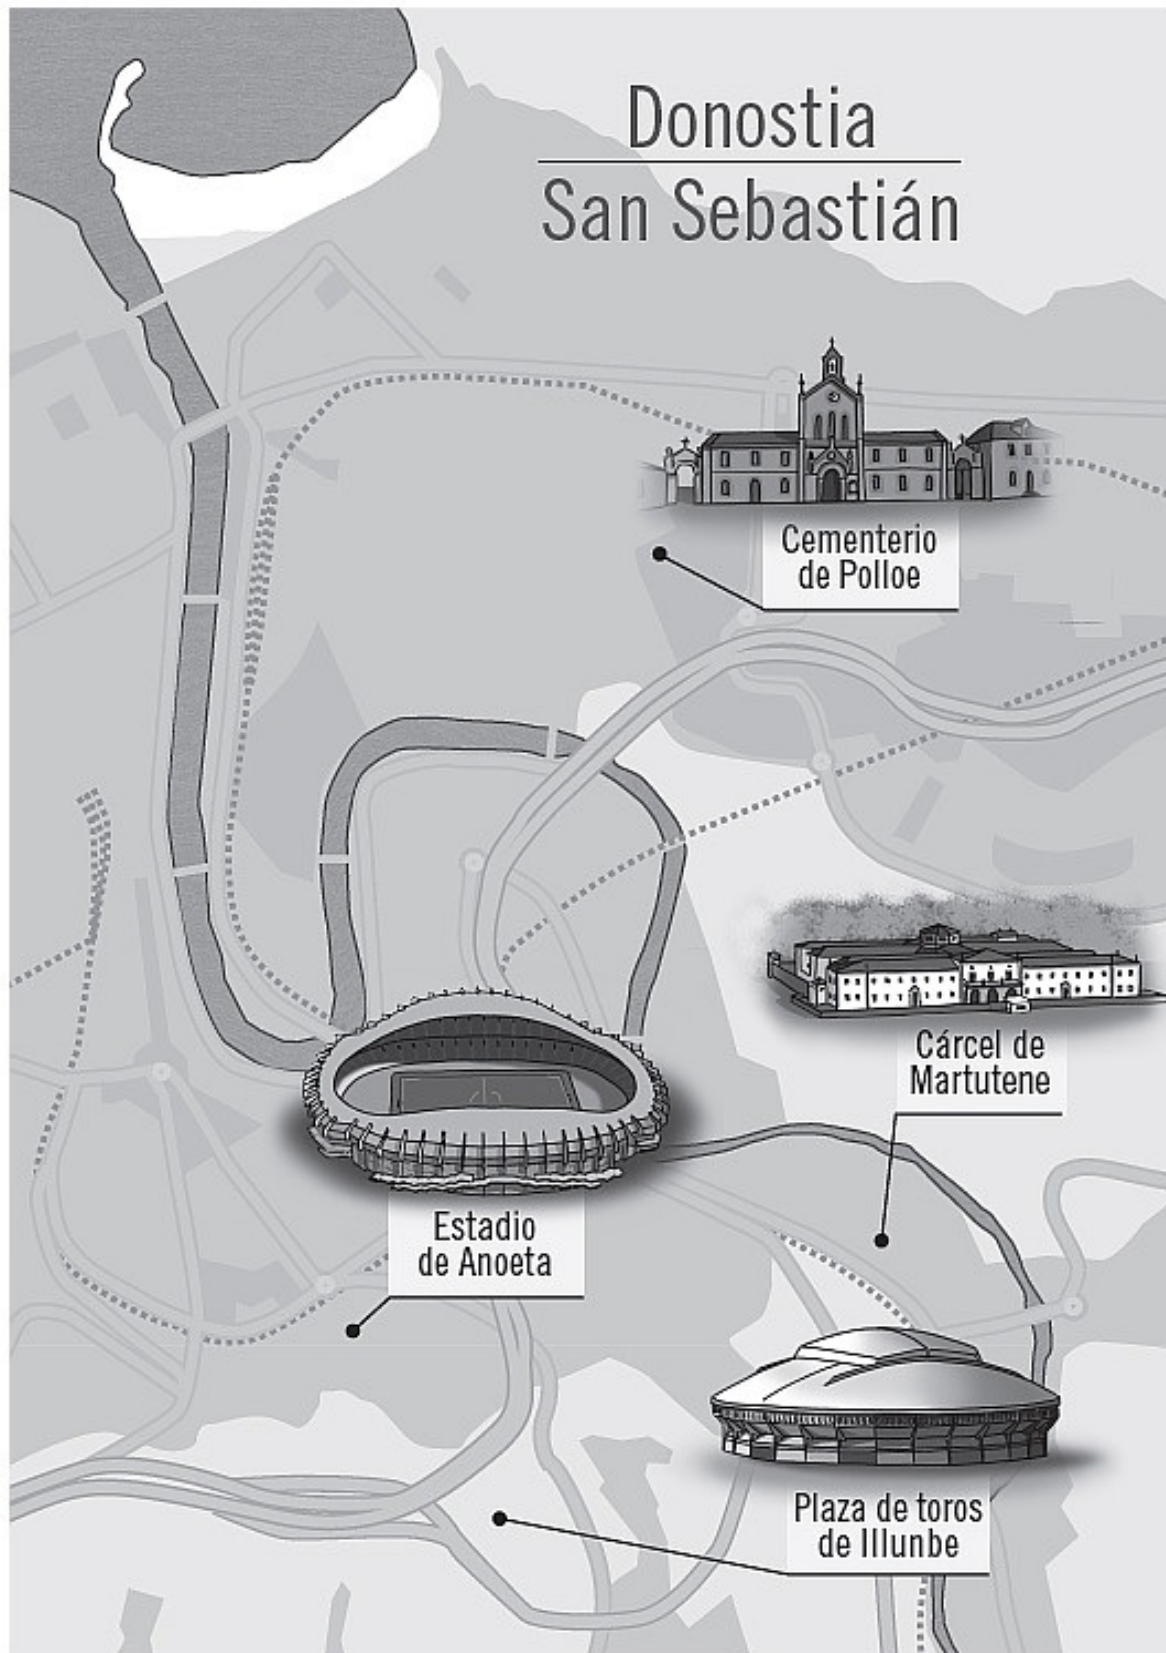 Donostia
San Sebastián
Cementerio
de Polloe
Cárcel de
Martutene
Estadio
de Anoeta
Plaza de toros
de Illunbe